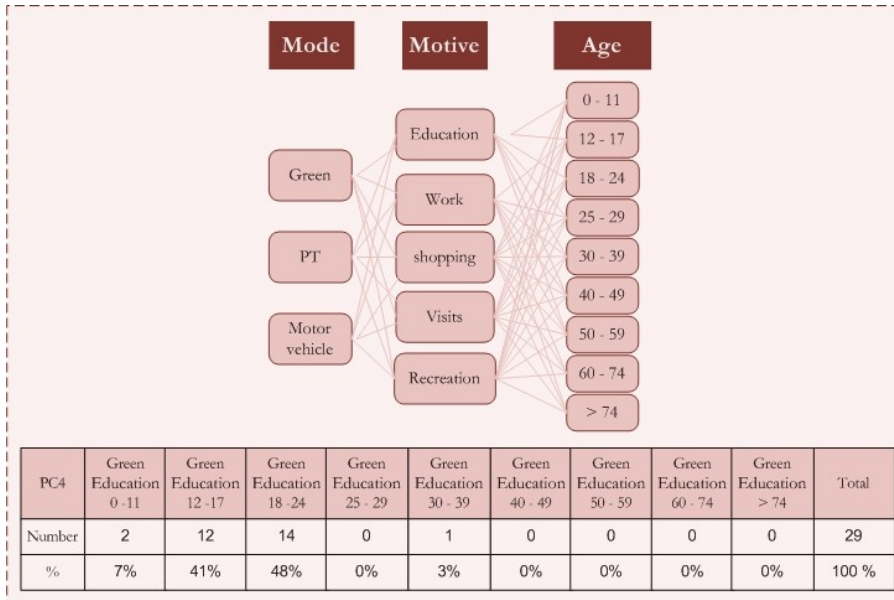 Mode
Motive
Age
Green
PT
Motor
vehicle
Education
Work
shopping
Visits
Recreation
0 - 11
12 - 17
18 - 24
25 - 29
30 - 39
40 - 49
50 - 59
60 - 74
> 74
PC4 Green Education 0 -11 Green Education 12 -17 Green Education 18 -24 Green Education 25 - 29 Green Education 30 - 39 Green Education 40 - 49 Green Education 50 - 59 Green Education 60 - 74 Green Education > 74 Total
Number 2 12 14 0 1 0 0 0 0 29
% 7% 41% 48% 0% 3% 0% 0% 0% 0% 100 %